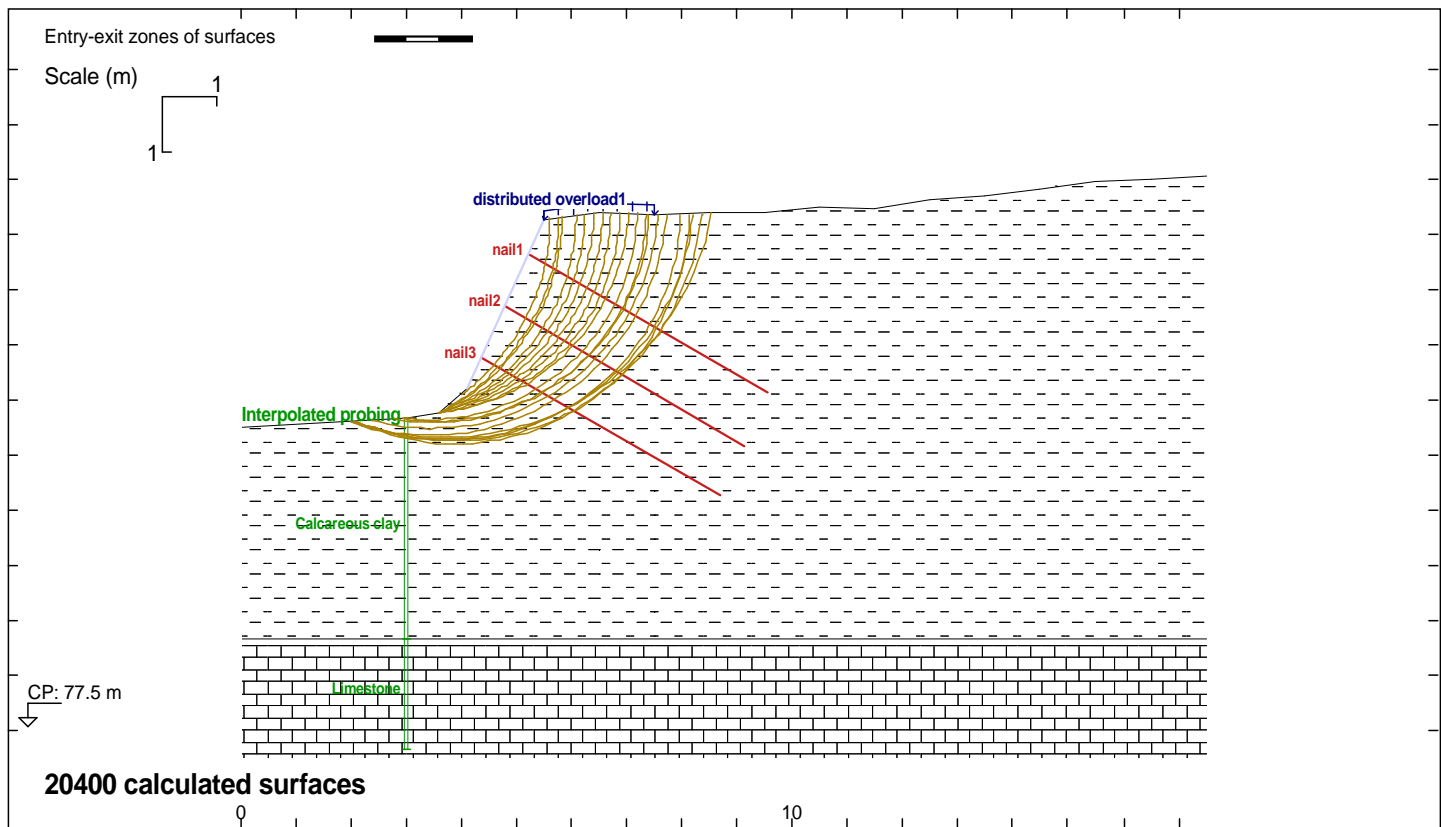 Entry-exit zones of surfaces
Scale (m)
1
1
distributed overload1
nail1
nail2
nail3
Interpolated probing
Calcareous clay
Limestone
CP: 77.5 m
20400 calculated surfaces
0
10